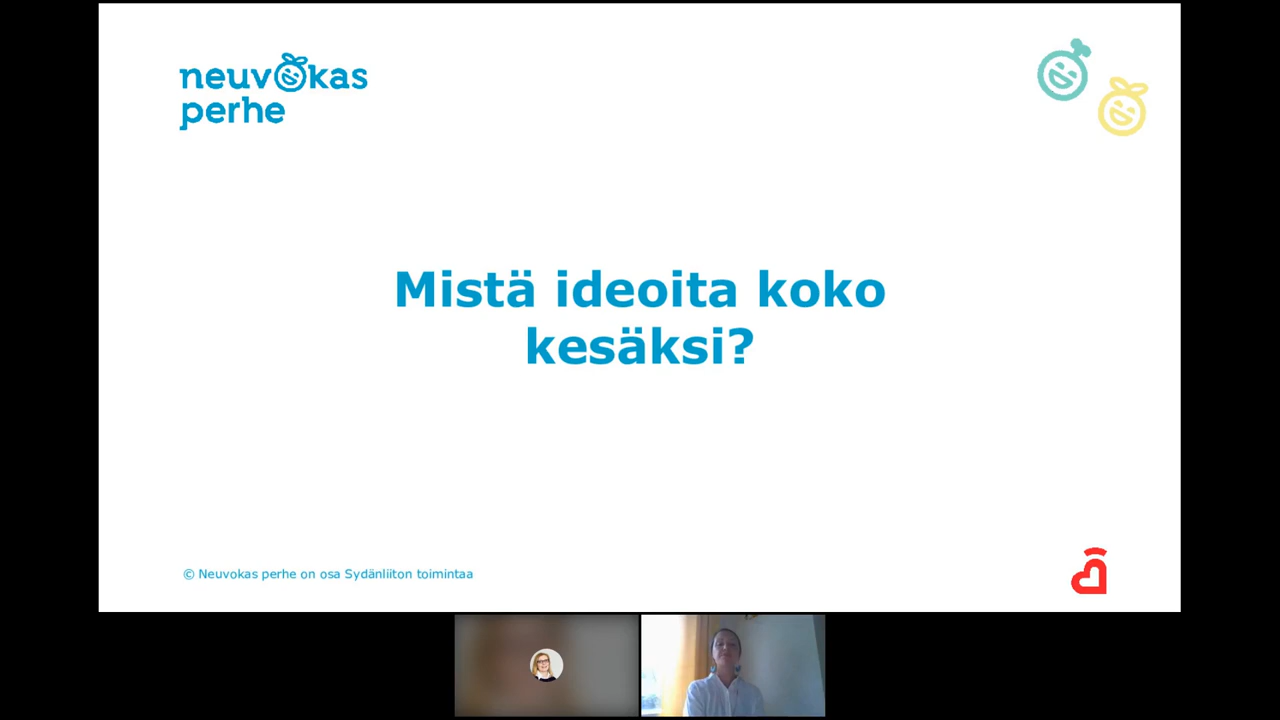 neuvokas
perhe
Mistä ideoita koko
kesäksi?
© Neuvokas perhe on osa Sydänliiton toimintaa